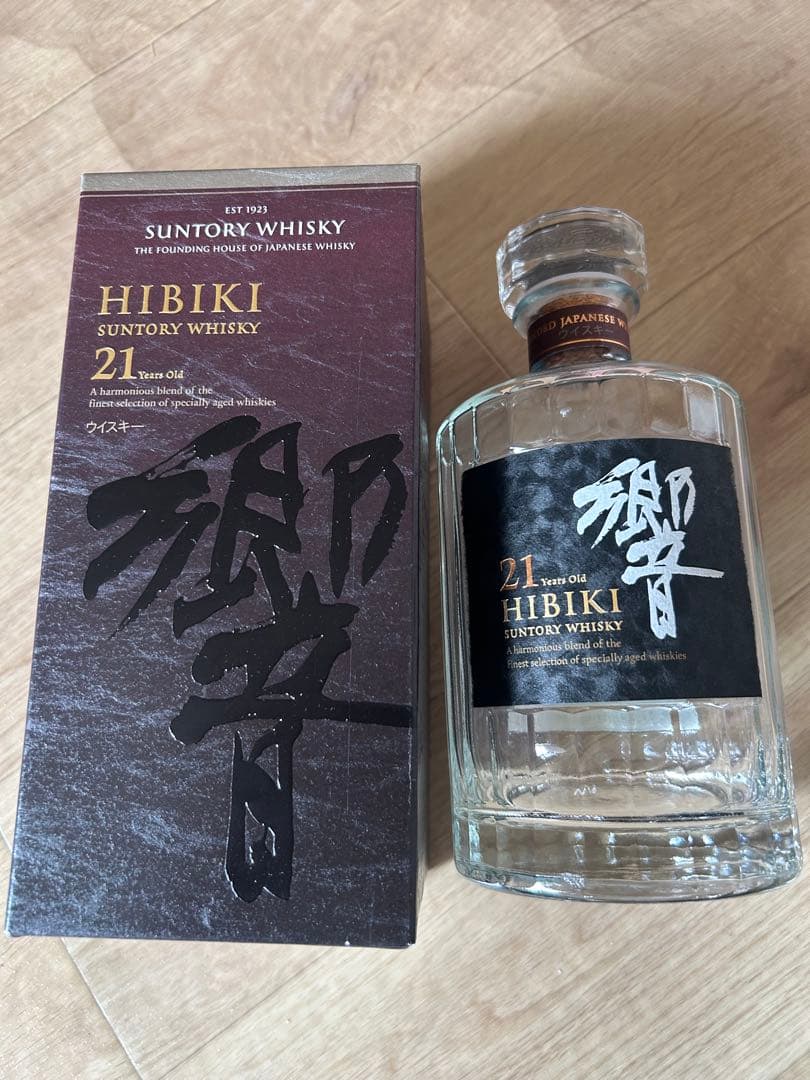 EST 1923
SUNTORY WHISKY
THE FOUNDING HOUSE OF JAPANESE WHISKY
HIBIKI
SUNTORY WHISKY
21 Years Old
A harmonious blend of the
finest selection of specially aged whiskies
ウイスキー
響
JAPANESE
ウイスキー
響
21 Years Old
HIBIKI
SUNTORY WHISKY
A harmonious blend of the
finest selection of specially aged whiskies